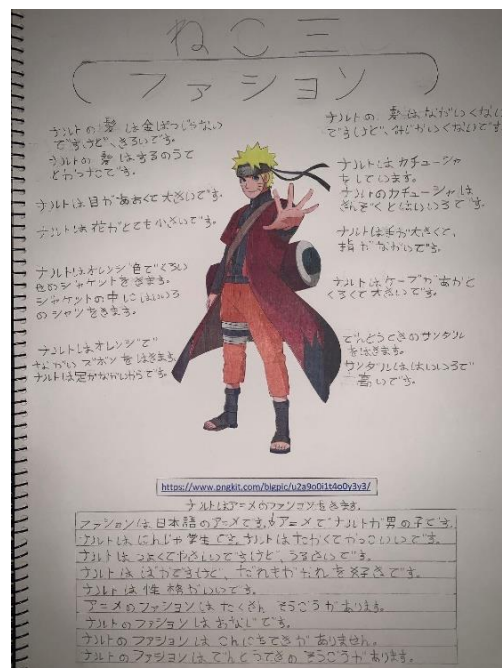 ねこ三
ファション
ナルトの髪は金ぱつじゃない
ですけど、きろいです。
ナルトの髪は
ナルトは目があおくて大きいです。
ナルトは花がとても小さいです。
ナルトはオレンジ色でくろい
色のジャケットをきます。
ジャケットの中にはいいろ
のシャツをきます。
ナルトはオレンジで
ながいズボンをはきます。
ナルトは足がながいからです。
ナルトの髪はながいくない
ですけど、みじかいくないです
ナルトはカチューシャ
をしています。
ナルトのカチューシャは
きんぞくとはいいろです。
ナルトは手が大きくて、
指がながいです。
ナルトはケープがあかと
くろくて大きいです。
でんとうてきのサンダル
をはきます。
サンダルははいいろで
高いです。
https://www.pngkit.com/bigpic/u2a9o0i1t4o0y3y3/
ナルトはアニメのファションをきます。
ファションは日本語のアニメです。アニメでナルトが男の子です。
ナルトはにんじゃ学生です。ナルトはたかくてかっこいいです。
ナルトはつよくてやさしいですけど、うるさいです。
ナルトはばかですけど、だれもがかれを好きです。
ナルトは性格がいいです。
アニメのファションはたくさんそうごうがあります。
ナルトのファションはおなじです。
ナルトのファションはこんにちてきがありません。
ナルトのファションはでんとうてきのそうごうがあります。